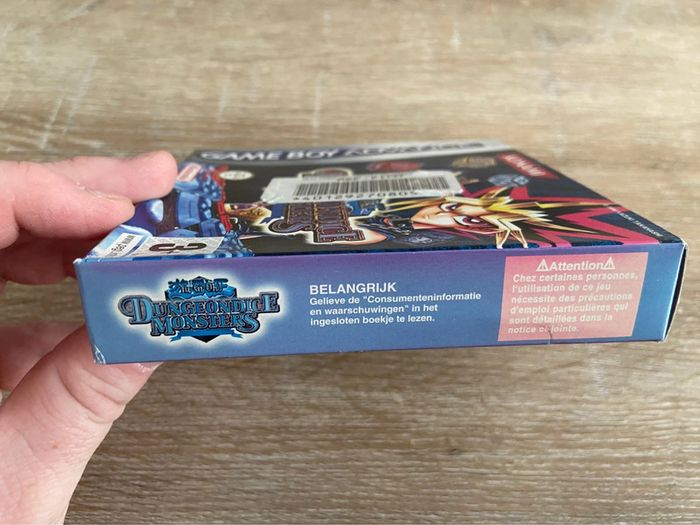 GAME BOY ADVANCE
KONAMI
40129270805
3
Yu-Gi-Oh!
DUNGEONDICE
MONSTERS
BELANGRIJK
Gelieve de "Consumenteninformatie
en waarschuwingen" in het
ingesloten boekje te lezen.
⚠Attention⚠
Chez certaines personnes,
l'utilisation de ce jeu
nécessite des précautions
d'emploi particulières qui
sont détaillées dans la
notice ci-jointe.